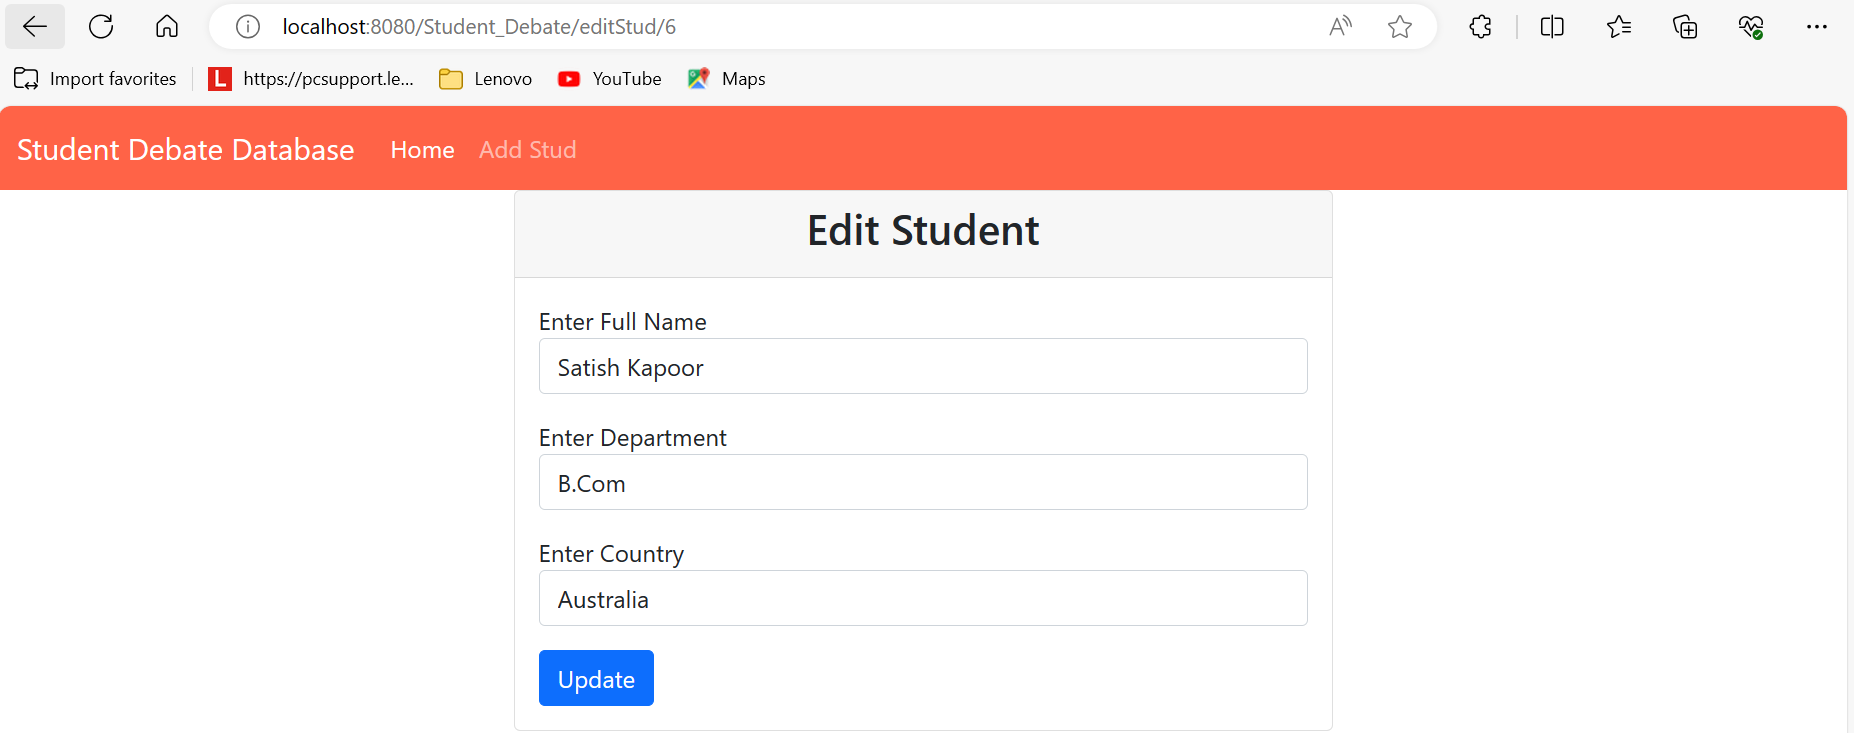 localhost:8080/Student_Debate/editStud/6
Import favorites
L https://pcsupport.le...
Lenovo
YouTube
Maps
Student Debate Database Home Add Stud
Edit Student
Enter Full Name
Satish Kapoor
Enter Department
B.Com
Enter Country
Australia
Update